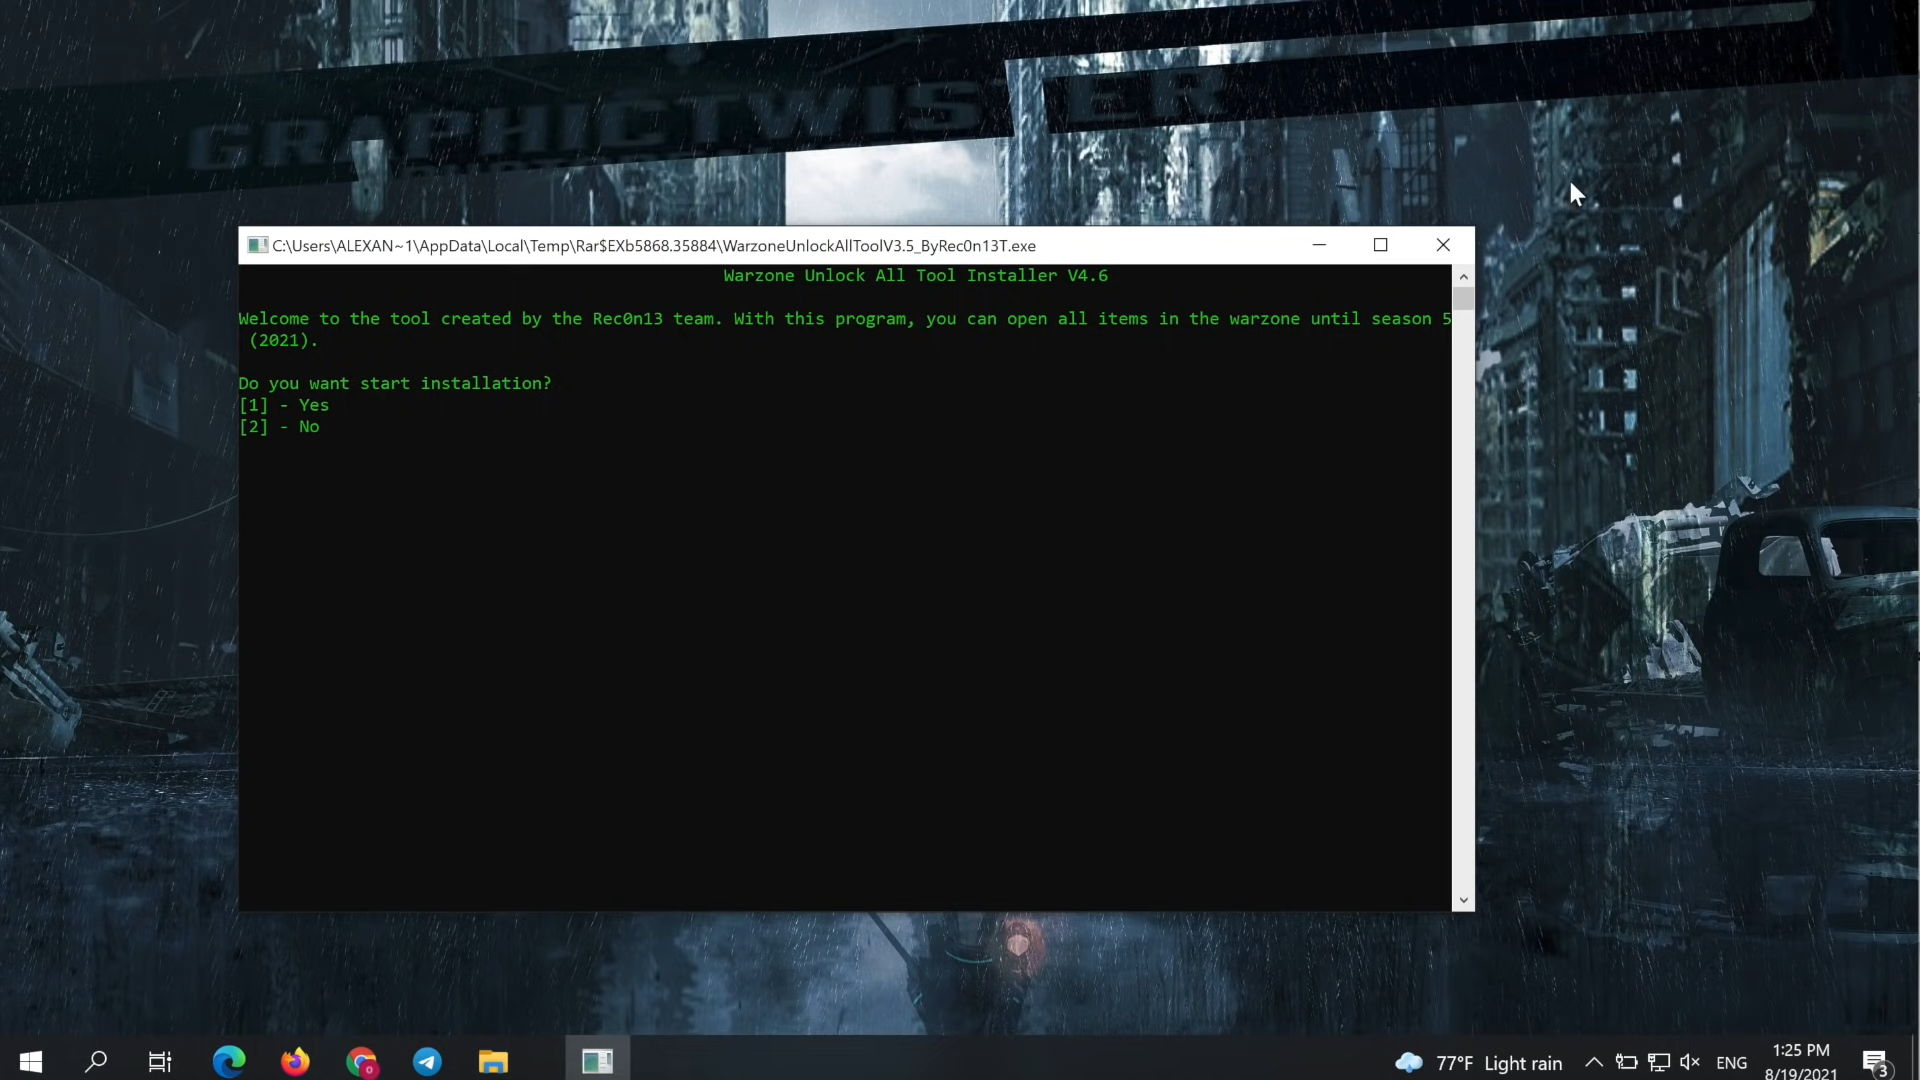 GRAPHICTWISTER
C:\Users\ALEXAN~1\AppData\Local\Temp\Rar$EXb5868.35884\WarzoneUnlockAllToolV3.5_ByRec0n13T.exe
Warzone Unlock All Tool Installer V4.6
Welcome to the tool created by the Rec0n13 team. With this program, you can open all items in the warzone until season 5
(2021).
Do you want start installation?
[1] - Yes
[2] - No
77°F Light rain
ENG
1:25 PM
8/19/2021
3